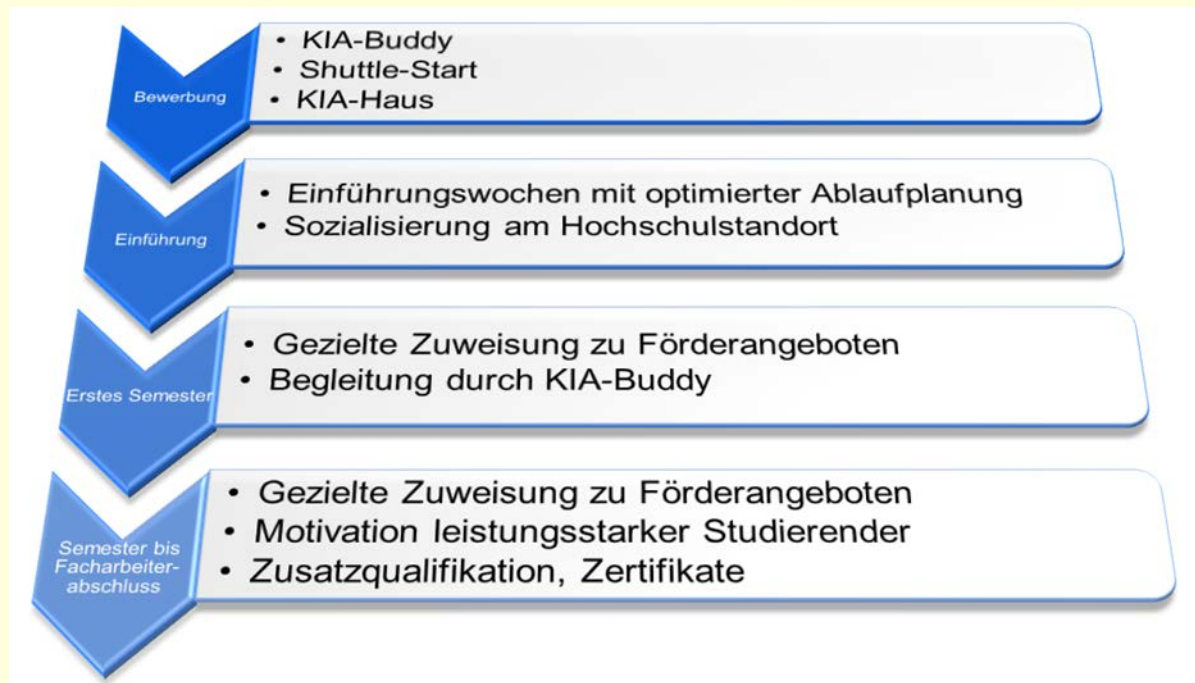 Bewerbung
• KIA-Buddy
• Shuttle-Start
• KIA-Haus
Einführung
• Einführungswochen mit optimierter Ablaufplanung
• Sozialisierung am Hochschulstandort
Erstes Semester
• Gezielte Zuweisung zu Förderangeboten
• Begleitung durch KIA-Buddy
Semester bis
Facharbeiter-
abschluss
• Gezielte Zuweisung zu Förderangeboten
• Motivation leistungsstarker Studierender
• Zusatzqualifikation, Zertifikate